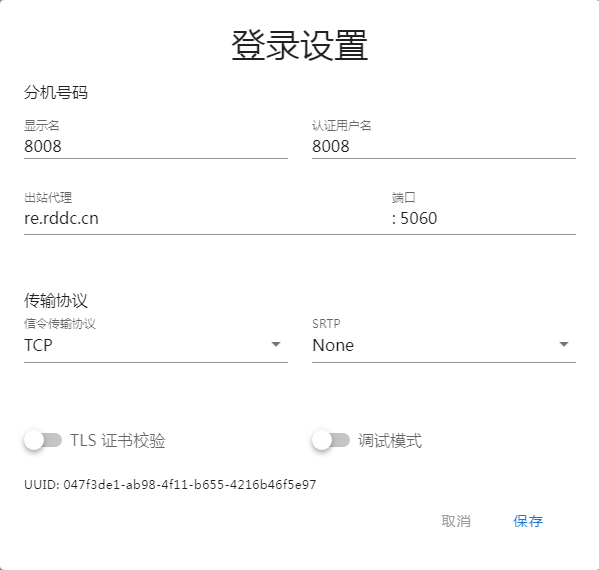 登录设置
分机号码
显示名 认证用户名
8008 8008
出站代理 端口
re.rddc.cn : 5060
传输协议
信令传输协议 SRTP
TCP None
TLS 证书校验 调试模式
UUID: 047f3de1-ab98-4f11-b655-4216b46f5e97
取消 保存